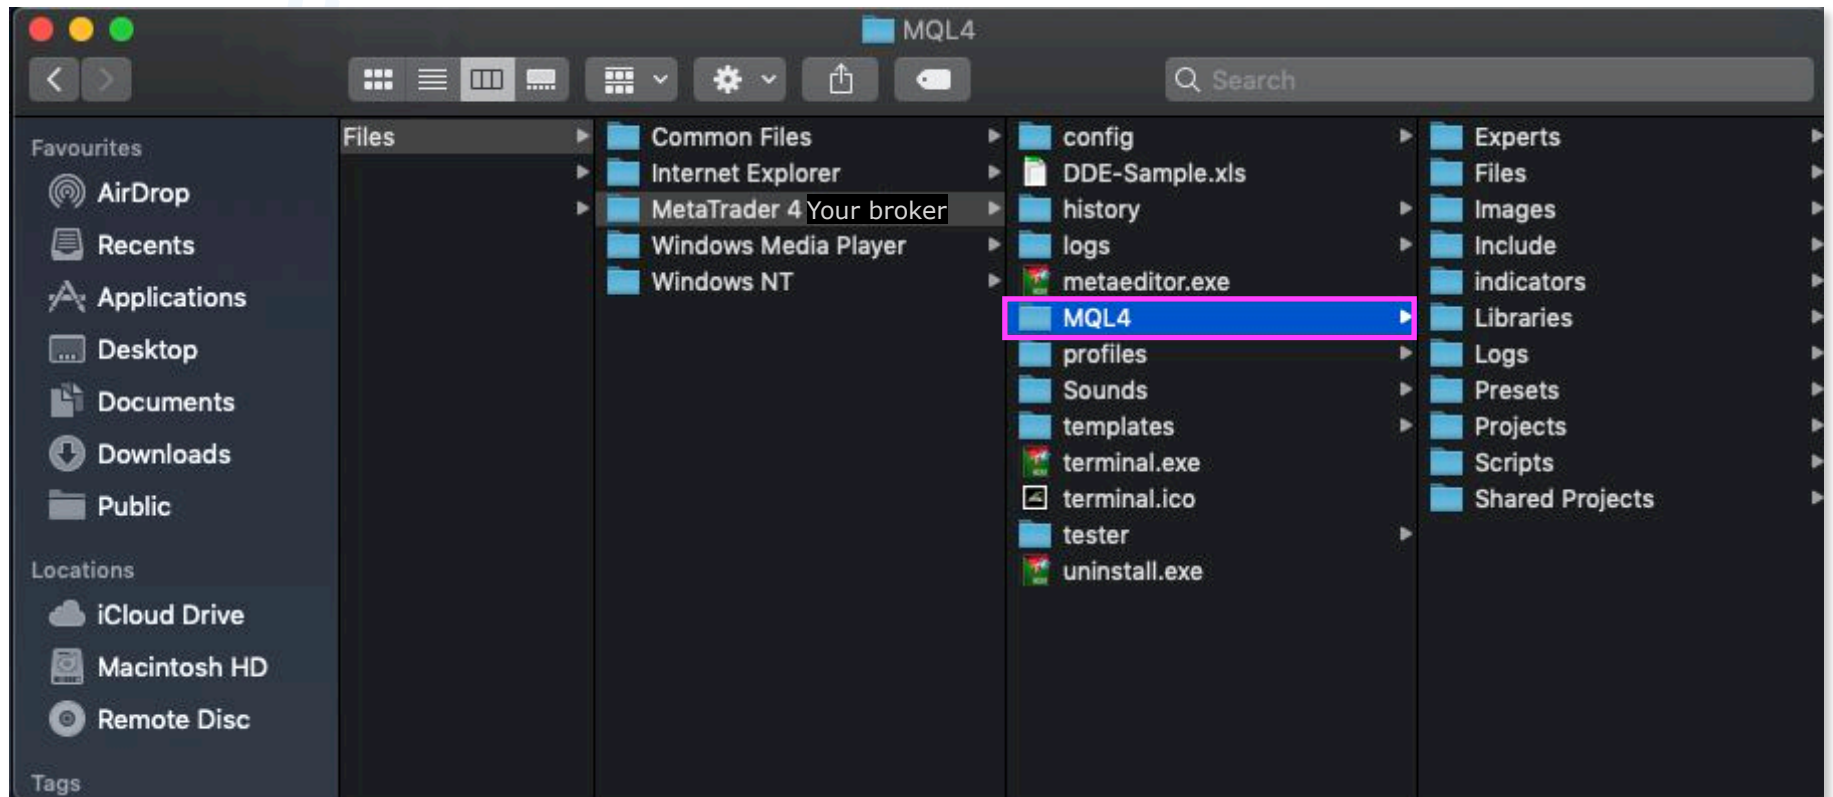 MQL4
Search
Favourites
AirDrop
Recents
Applications
Desktop
Documents
Downloads
Public
Locations
iCloud Drive
Macintosh HD
Remote Disc
Tags
Files
Common Files
Internet Explorer
MetaTrader 4 Your broker
Windows Media Player
Windows NT
config
DDE-Sample.xls
history
logs
metaeditor.exe
MQL4
profiles
Sounds
templates
terminal.exe
terminal.ico
tester
uninstall.exe
Experts
Files
Images
Include
indicators
Libraries
Logs
Presets
Projects
Scripts
Shared Projects